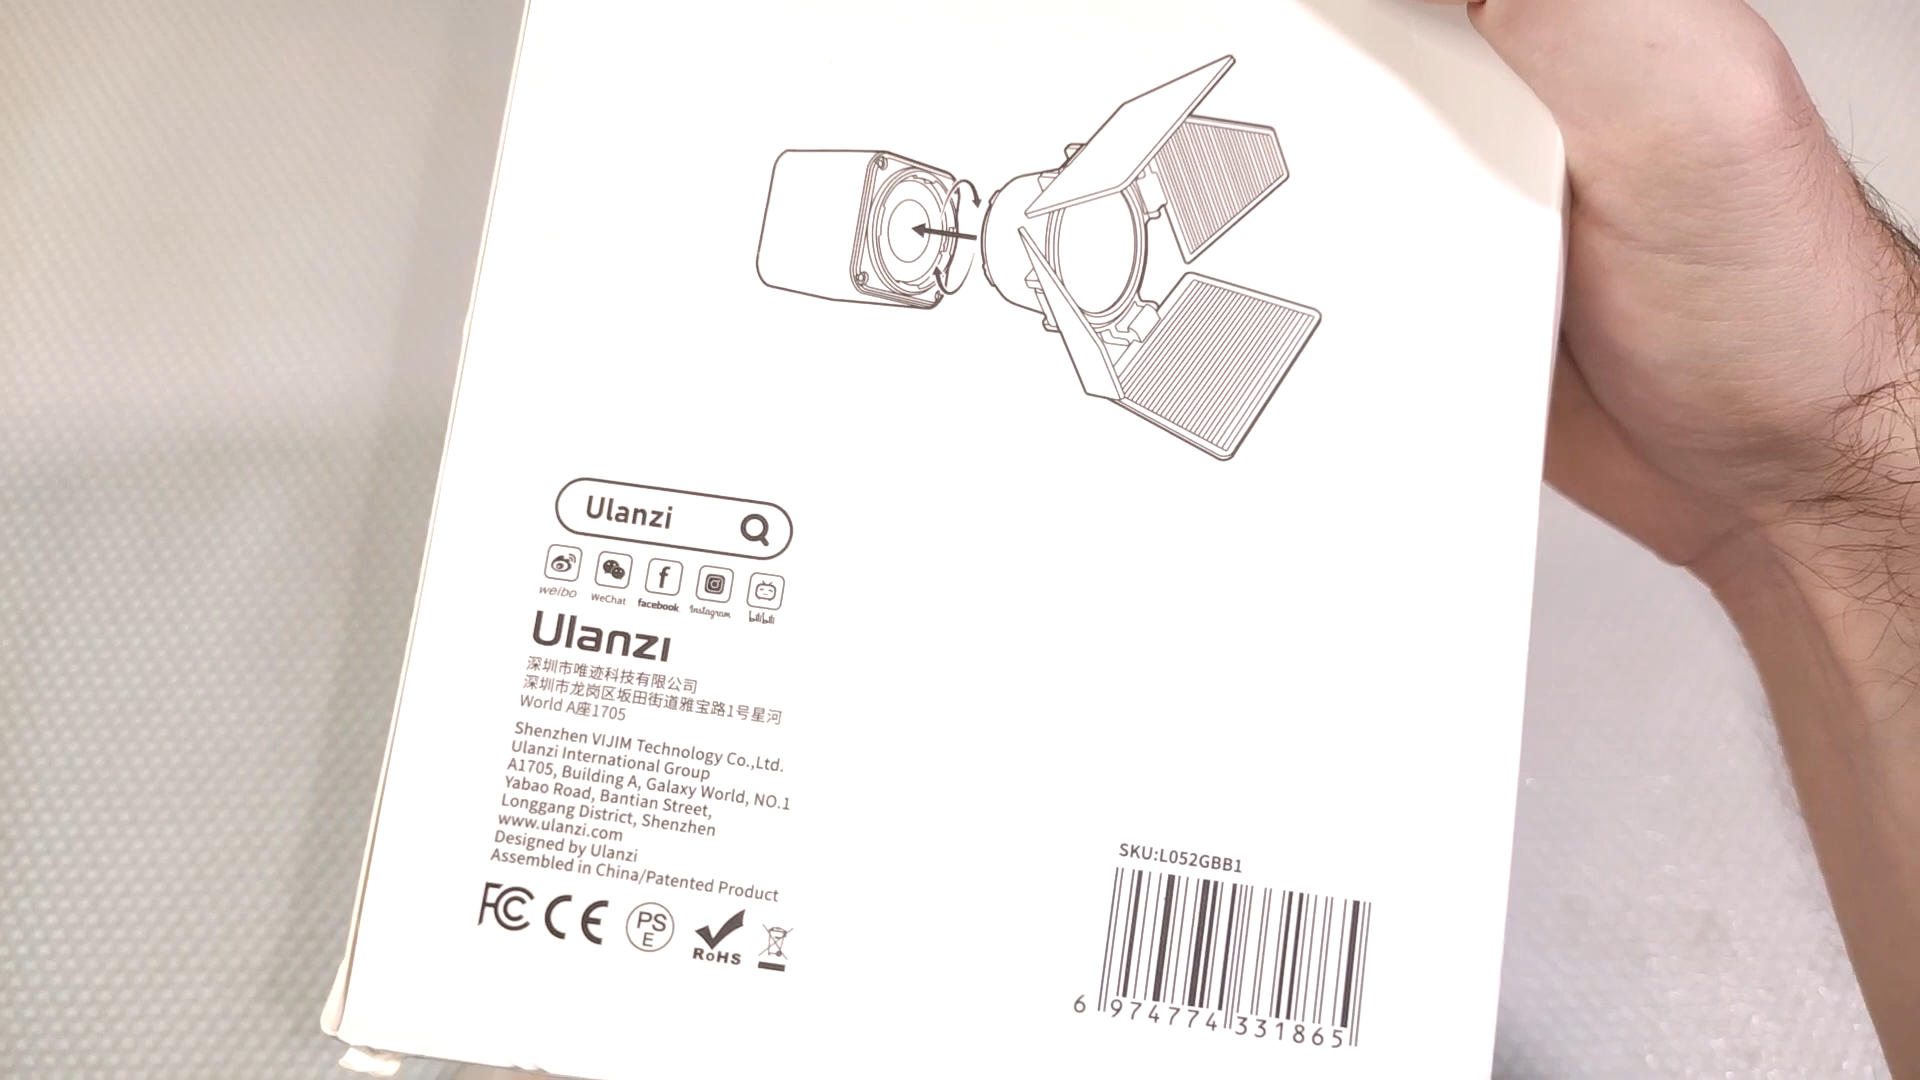 Ulanzi
weibo
WeChat
facebook
Instagram
bilibili
Ulanzi
深圳市唯迹科技有限公司
深圳市龙岗区坂田街道雅宝路1号星河
World A座1705
Shenzhen VIJIM Technology Co.,Ltd.
Ulanzi International Group
A1705, Building A, Galaxy World, NO.1
Yabao Road, Bantian Street,
Longgang District, Shenzhen
www.ulanzi.com
Designed by Ulanzi
Assembled in China/Patented Product
FC CE PS E RoHS
SKU:L052GBB1
6 974774 331865